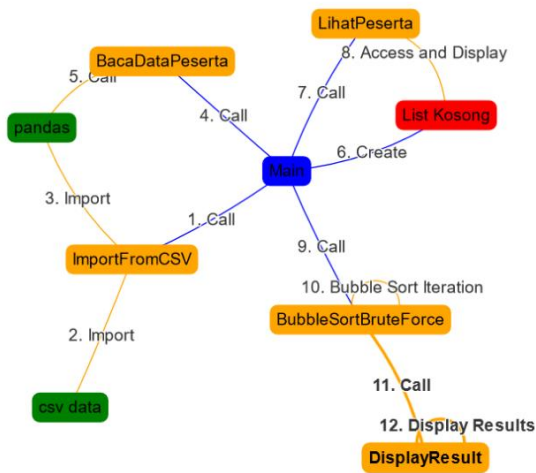 LihatPeserta
8. Access and Display
BacaDataPeserta
5. Call
7. Call
List Kosong
pandas
4. Call
6. Create
Main
3. Import
1. Call
9. Call
ImportFromCSV
10. Bubble Sort Iteration
BubbleSortBruteForce
2. Import
11. Call
csv data
12. Display Results
DisplayResult